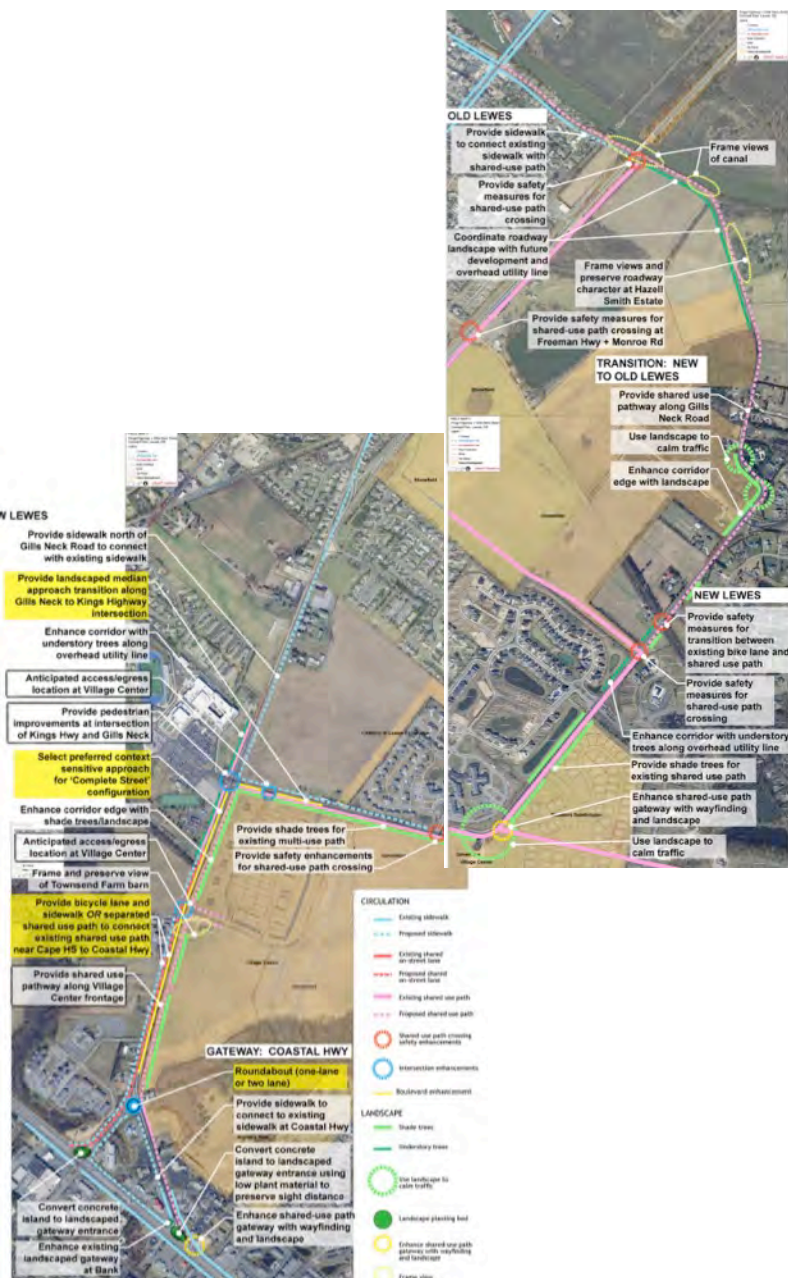 OLD LEWES
Provide sidewalk
to connect existing
sidewalk with
shared-use path
Provide safety
measures for
shared-use path
crossing
Coordinate roadway
landscape with future
development and
overhead utility line
Frame views
of canal
Frame views and
preserve roadway
character at Hazell
Smith Estate
Provide safety measures for
shared-use path crossing at
Freeman Hwy + Monroe Rd
TRANSITION: NEW
TO OLD LEWES
Provide shared use
pathway along Gills
Neck Road
Use landscape to
calm traffic
Enhance corridor
edge with landscape
NEW LEWES
Provide safety
measures for
transition between
existing bike lane and
shared use path
Provide safety
measures for
shared-use path
crossing
Enhance corridor with understory
trees along overhead utility line
Provide shade trees for
existing shared use path
Enhance shared-use path
gateway with wayfinding
and landscape
Use landscape to
calm traffic
Village Center
W LEWES
Provide sidewalk north of
Gills Neck Road to connect
with existing sidewalk
Provide landscaped median
approach transition along
Gills Neck to Kings Highway
intersection
Enhance corridor with
understory trees along
overhead utility line
Anticipated access/egress
location at Village Center
Provide pedestrian
improvements at intersection
of Kings Hwy and Gills Neck
Select preferred context
sensitive approach
for 'Complete Street'
configuration
Enhance corridor edge with
shade trees/landscape
Anticipated access/egress
location at Village Center
Frame and preserve view
of Townsend Farm barn
Provide bicycle lane and
sidewalk OR separated
shared use path to connect
existing shared use path
near Cape HS to Coastal Hwy
Provide shared use
pathway along Village
Center frontage
Provide shade trees for
existing multi-use path
Provide safety enhancements
for shared-use path crossing
Village Center
GATEWAY: COASTAL HWY
Roundabout (one-lane
or two lane)
Provide sidewalk to
connect to existing
sidewalk at Coastal Hwy
Convert concrete
island to landscaped
gateway entrance using
low plant material to
preserve sight distance
Enhance shared-use path
gateway with wayfinding
and landscape
Convert concrete
island to landscaped
gateway entrance
Enhance existing
landscaped gateway
at Bank
CIRCULATION
Existing sidewalk
Proposed sidewalk
Existing shared
on-street lane
Proposed shared
on-street lane
Existing shared use path
Proposed shared use path
Shared use path crossing
safety enhancements
Intersection enhancements
Boulevard enhancement
LANDSCAPE
Shade trees
Understory trees
Use landscape to
calm traffic
Landscape planting bed
Enhance shared use path
gateway with wayfinding
and landscape
Frame view